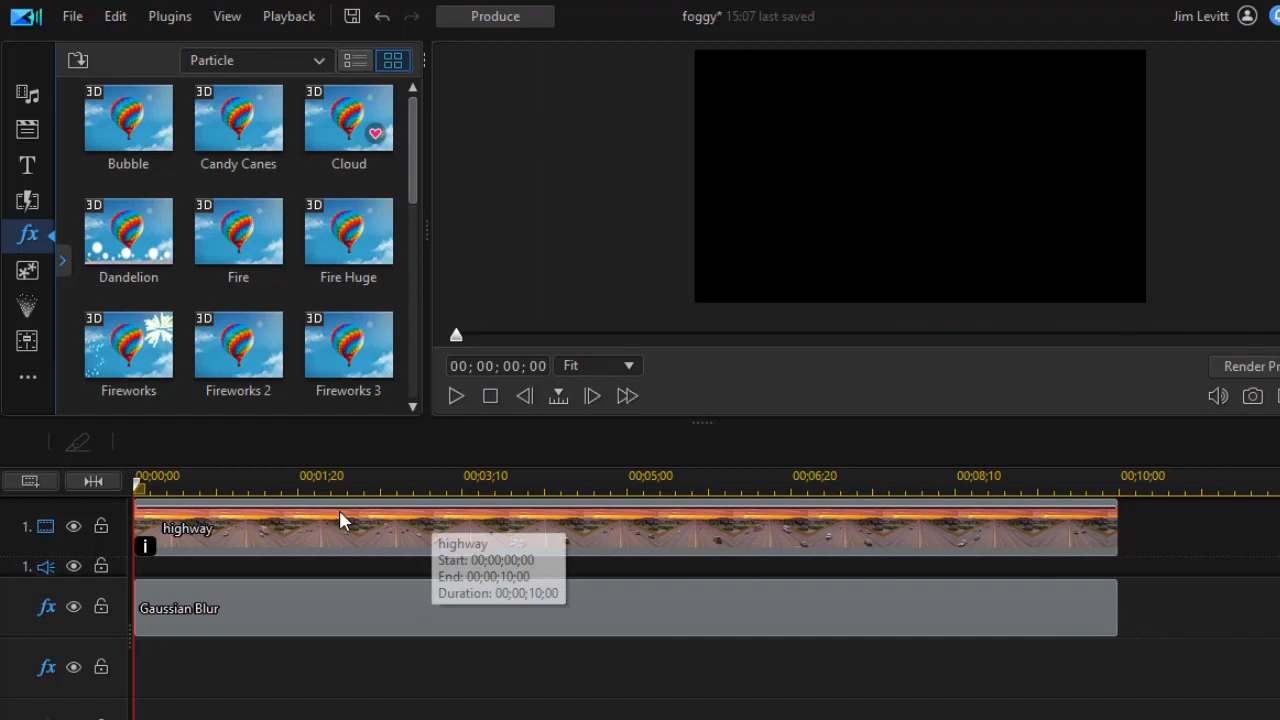 File Edit Plugins View Playback Produce foggy* 15:07 last saved Jim Levitt
Particle
3D 3D 3D
Bubble Candy Canes Cloud
3D 3D 3D
Dandelion Fire Fire Huge
3D 3D 3D
Fireworks Fireworks 2 Fireworks 3
T
fx
00; 00; 00; 00 Fit Render Pr
00;00;00 00;01;20 00;03;10 00;05;00 00;06;20 00;08;10 00;10;00
1. highway
i
highway
Start: 00;00;00;00
End: 00;00;10;00
Duration: 00;00;10;00
1.
fx Gaussian Blur
fx